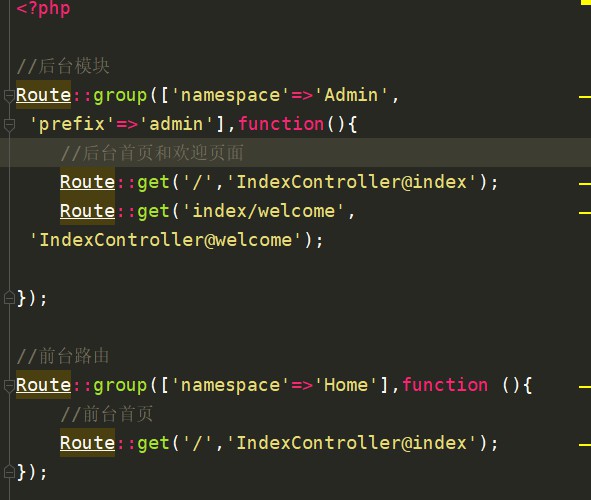 <?php
//后台模块
Route::group(['namespace'=>'Admin',
'prefix'=>'admin'],function(){
//后台首页和欢迎页面
Route::get('/','IndexController@index');
Route::get('index/welcome',
'IndexController@welcome');
});
//前台路由
Route::group(['namespace'=>'Home'],function (){
//前台首页
Route::get('/','IndexController@index');
});